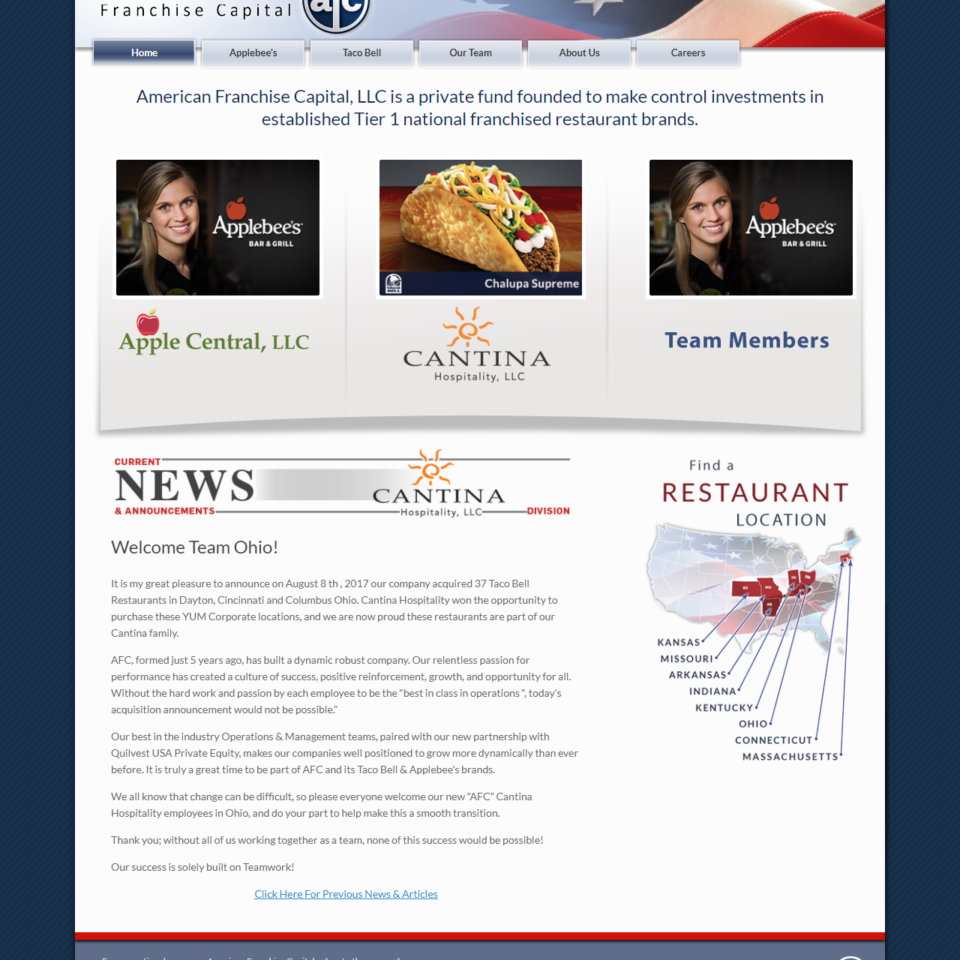 Franchise Capital
afc
Home
Applebee's
Taco Bell
Our Team
About Us
Careers
American Franchise Capital, LLC is a private fund founded to make control investments in
established Tier 1 national franchised restaurant brands.
Applebee's
BAR & GRILL
Chalupa Supreme
Applebee's
BAR & GRILL
Apple Central, LLC
CANTINA
Hospitality, LLC
Team Members
CURRENT
NEWS
& ANNOUNCEMENTS
CANTINA
Hospitality, LLC
DIVISION
Find a
RESTAURANT
LOCATION
KANSAS
MISSOURI
ARKANSAS
INDIANA
KENTUCKY
OHIO
CONNECTICUT
MASSACHUSETTS
Welcome Team Ohio!
It is my great pleasure to announce on August 8 th , 2017 our company acquired 37 Taco Bell
Restaurants in Dayton, Cincinnati and Columbus Ohio. Cantina Hospitality won the opportunity to
purchase these YUM Corporate locations, and we are now proud these restaurants are part of our
Cantina family.
AFC, formed just 5 years ago, has built a dynamic robust company. Our relentless passion for
performance has created a culture of success, positive reinforcement, growth, and opportunity for all.
Without the hard work and passion by each employee to be the "best in class in operations ", today's
acquisition announcement would not be possible."
Our best in the industry Operations & Management teams, paired with our new partnership with
Quilvest USA Private Equity, makes our companies well positioned to grow more dynamically than ever
before. It is truly a great time to be part of AFC and its Taco Bell & Applebee's brands.
We all know that change can be difficult, so please everyone welcome our new "AFC" Cantina
Hospitality employees in Ohio, and do your part to help make this a smooth transition.
Thank you; without all of us working together as a team, none of this success would be possible!
Our success is solely built on Teamwork!
Click Here For Previous News & Articles